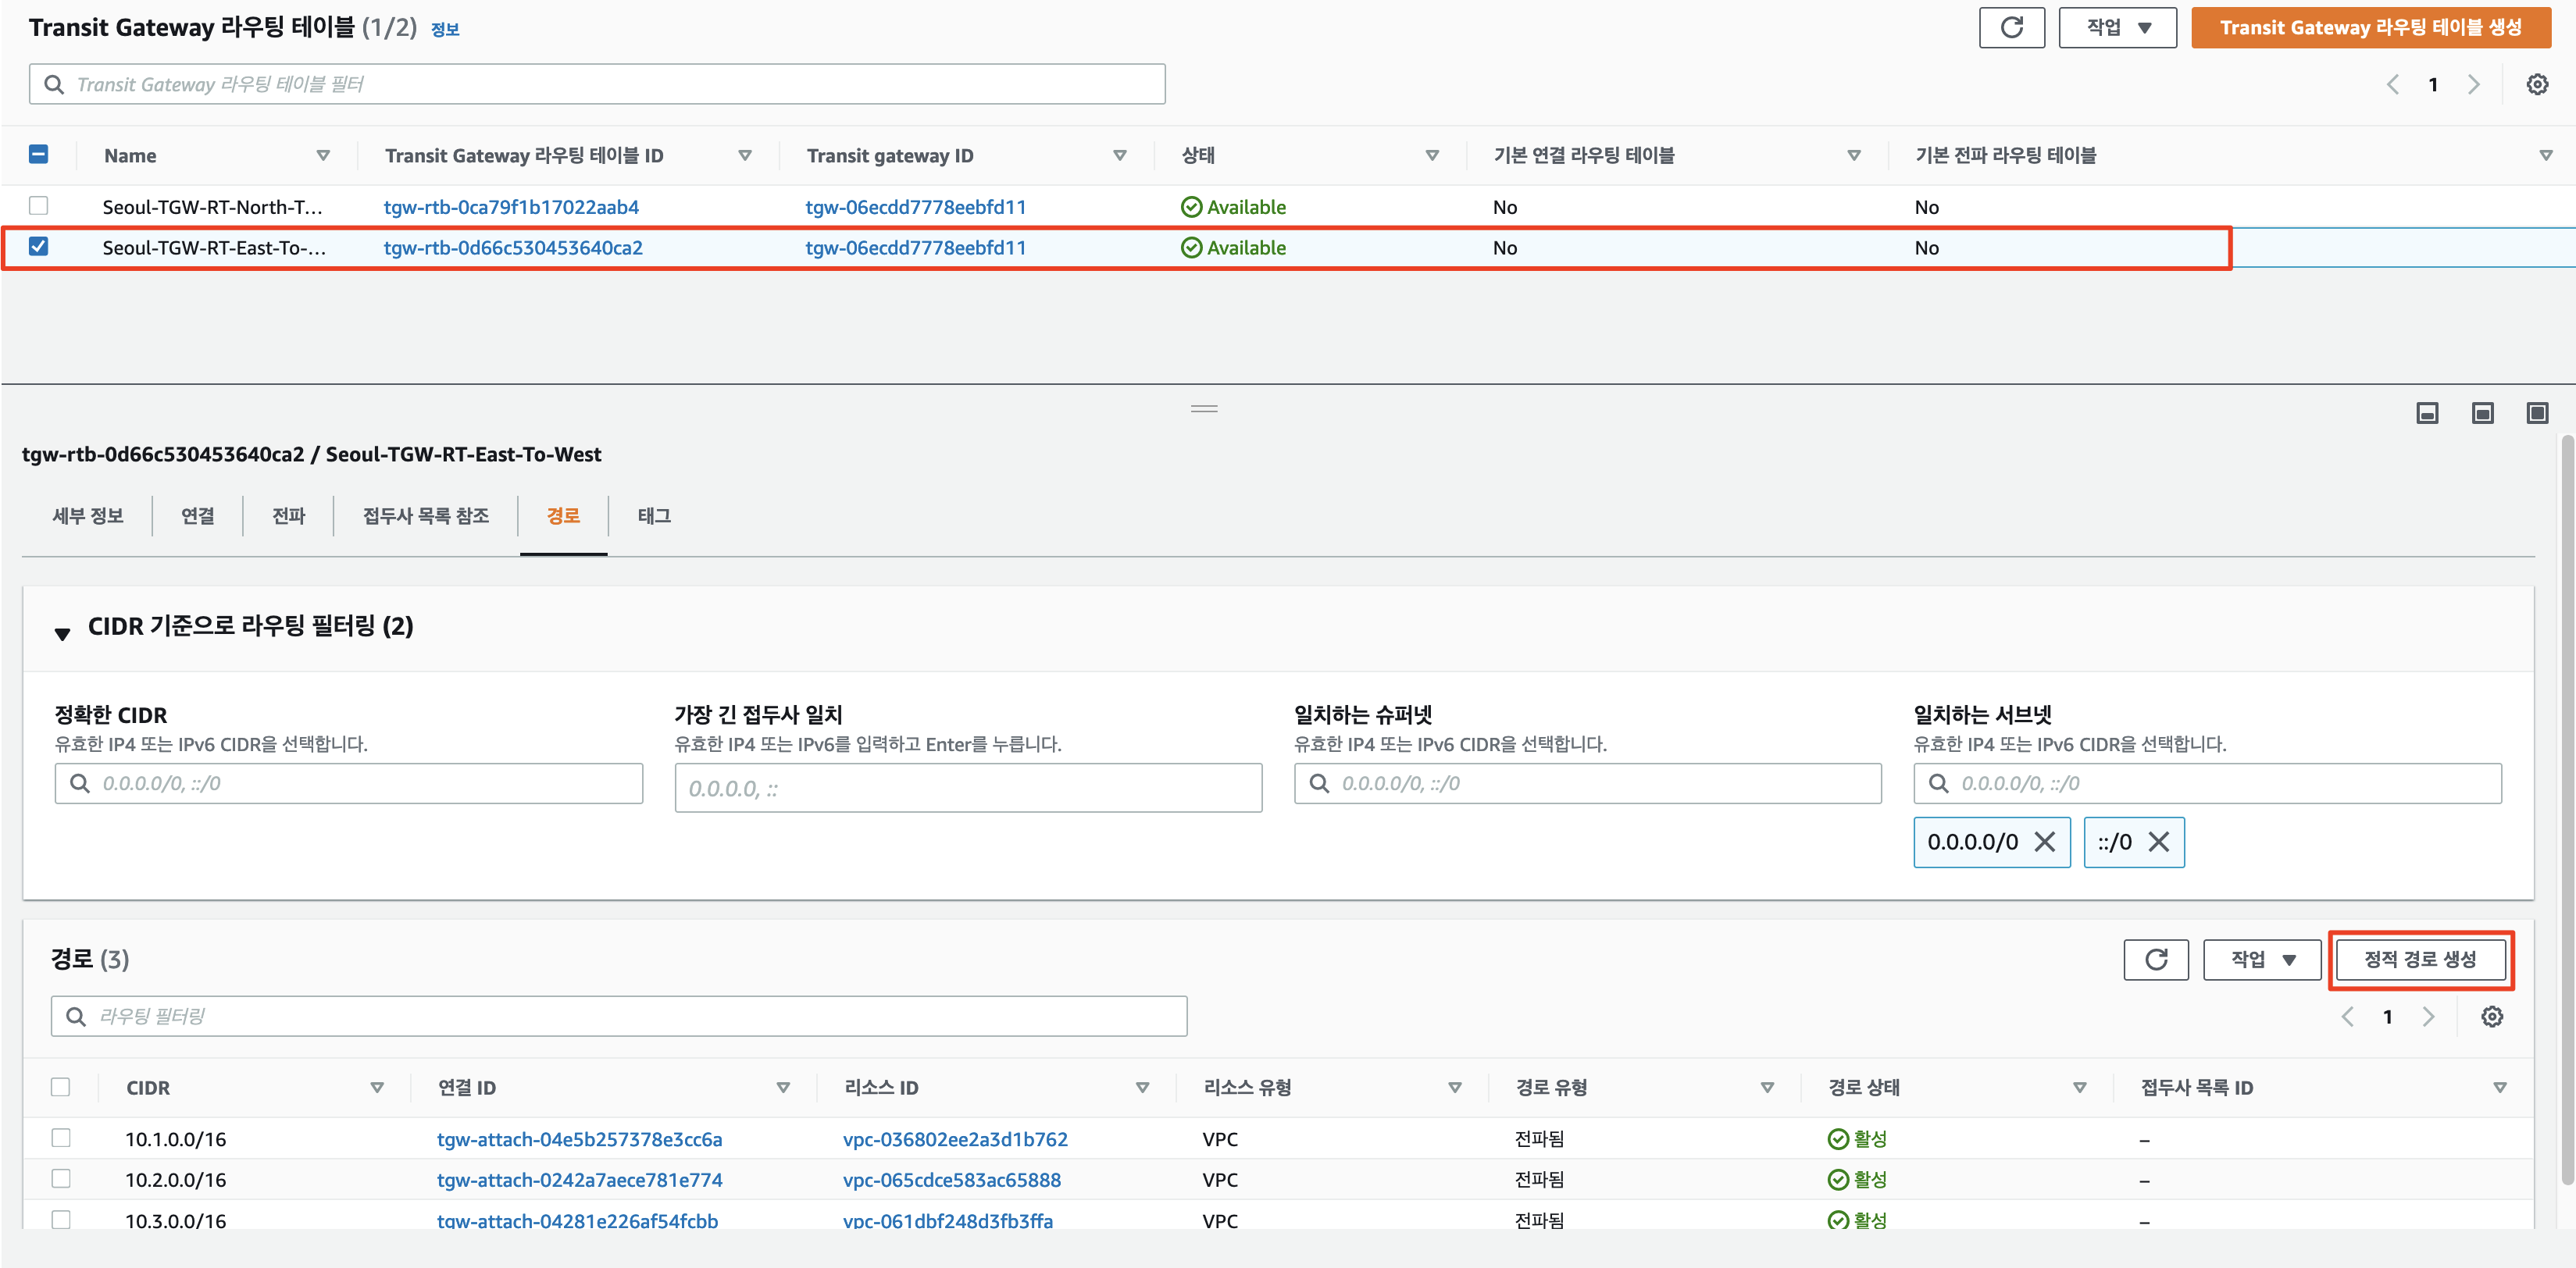 Transit Gateway 라우팅 테이블 (1/2) 정보
작업
Transit Gateway 라우팅 테이블 생성
Transit Gateway 라우팅 테이블 필터
1
Name Transit Gateway 라우팅 테이블 ID Transit gateway ID 상태 기본 연결 라우팅 테이블 기본 전파 라우팅 테이블
Seoul-TGW-RT-North-T... tgw-rtb-0ca79f1b17022aab4 tgw-06ecdd7778eebfd11 Available No No
Seoul-TGW-RT-East-To-... tgw-rtb-0d66c530453640ca2 tgw-06ecdd7778eebfd11 Available No No
tgw-rtb-0d66c530453640ca2 / Seoul-TGW-RT-East-To-West
세부 정보 연결 전파 접두사 목록 참조 경로 태그
CIDR 기준으로 라우팅 필터링 (2)
정확한 CIDR 가장 긴 접두사 일치 일치하는 슈퍼넷 일치하는 서브넷
유효한 IP4 또는 IPv6 CIDR을 선택합니다. 유효한 IP4 또는 IPv6를 입력하고 Enter를 누릅니다. 유효한 IP4 또는 IPv6 CIDR을 선택합니다. 유효한 IP4 또는 IPv6 CIDR을 선택합니다.
0.0.0.0/0, ::/0 0.0.0.0, :: 0.0.0.0/0, ::/0 0.0.0.0/0, ::/0
0.0.0.0/0 ::/0
경로 (3)
작업
정적 경로 생성
라우팅 필터링
1
CIDR 연결 ID 리소스 ID 리소스 유형 경로 유형 경로 상태 접두사 목록 ID
10.1.0.0/16 tgw-attach-04e5b257378e3cc6a vpc-036802ee2a3d1b762 VPC 전파됨 활성 –
10.2.0.0/16 tgw-attach-0242a7aece781e774 vpc-065cdce583ac65888 VPC 전파됨 활성 –
10.3.0.0/16 tgw-attach-04281e226af54fcbb vpc-061dbf248d3fb3ffa VPC 전파됨 활성 –